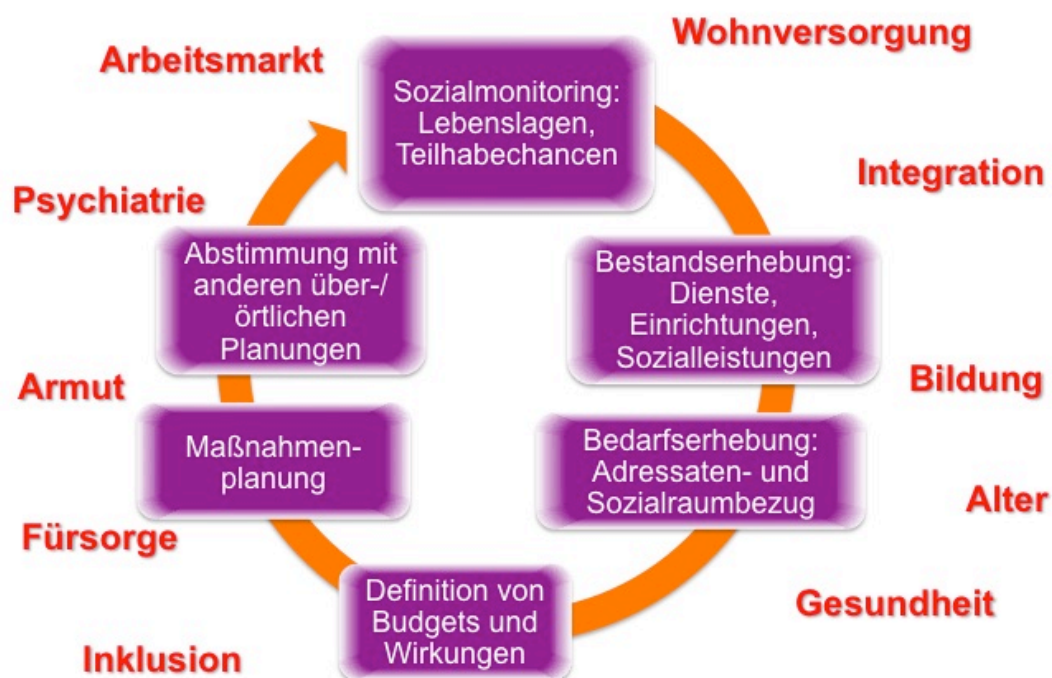 Arbeitsmarkt
Wohnversorgung
Sozialmonitoring:
Lebenslagen,
Teilhabechancen
Integration
Psychiatrie
Abstimmung mit
anderen über-/
örtlichen
Planungen
Bestandserhebung:
Dienste,
Einrichtungen,
Sozialleistungen
Armut
Bildung
Maßnahmen-
planung
Bedarfserhebung:
Adressaten- und
Sozialraumbezug
Alter
Fürsorge
Definition von
Budgets und
Wirkungen
Gesundheit
Inklusion